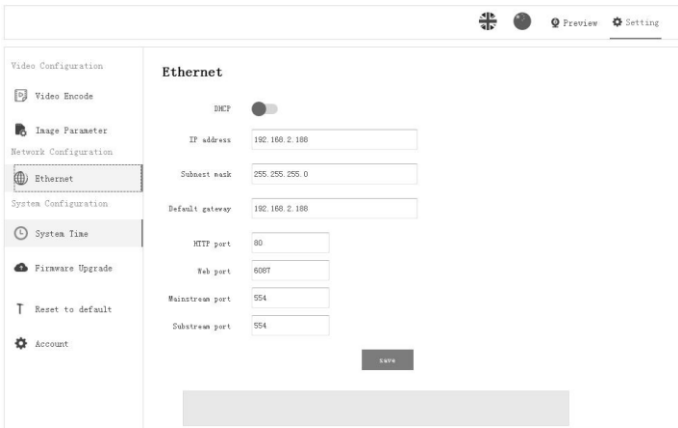 Preview Setting
Video Configuration
Video Encode
Image Parameter
Network Configuration
Ethernet
System Configuration
System Time
Firmware Upgrade
Reset to default
Account
Ethernet
DHCP
IP address 192.168.2.188
Subnest mask 255.255.255.0
Default gateway 192.168.2.188
HTTP port 80
Web port 6087
Mainstream port 554
Substream port 554
save